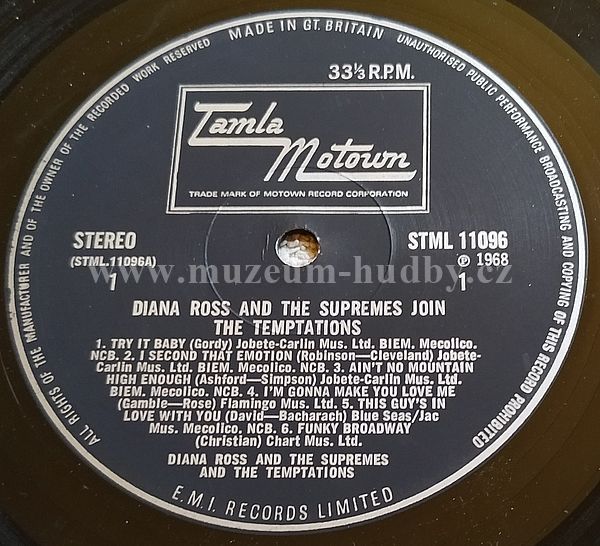 MADE IN GT. BRITAIN
UNAUTHORISED PUBLIC PERFORMANCE BROADCASTING AND COPYING OF THIS RECORD PROHIBITED
ALL RIGHTS OF THE MANUFACTURER AND OF THE OWNER OF THE RECORDED WORK RESERVED
33⅓ R.P.M.
Tamla
Motown
TRADE MARK OF MOTOWN RECORD CORPORATION
STEREO
STML 11096
(STML.11096A)
℗ 1968
www.muzeum-hudby.cz
1
1
DIANA ROSS AND THE SUPREMES JOIN
THE TEMPTATIONS
1. TRY IT BABY (Gordy) Jobete-Carlin Mus. Ltd. BIEM. Mecolico.
NCB. 2. I SECOND THAT EMOTION (Robinson—Cleveland) Jobete-
Carlin Mus. Ltd. BIEM. Mecolico. NCB. 3. AIN'T NO MOUNTAIN
HIGH ENOUGH (Ashford—Simpson) Jobete-Carlin Mus. Ltd.
BIEM. Mecolico. NCB. 4. I'M GONNA MAKE YOU LOVE ME
(Gamble—Rose) Flamingo Mus. Ltd. 5. THIS GUY'S IN
LOVE WITH YOU (David—Bacharach) Blue Seas/Jac
Mus. Mecolico. NCB. 6. FUNKY BROADWAY
(Christian) Chart Mus. Ltd.
DIANA ROSS AND THE SUPREMES
AND THE TEMPTATIONS
E.M.I. RECORDS LIMITED